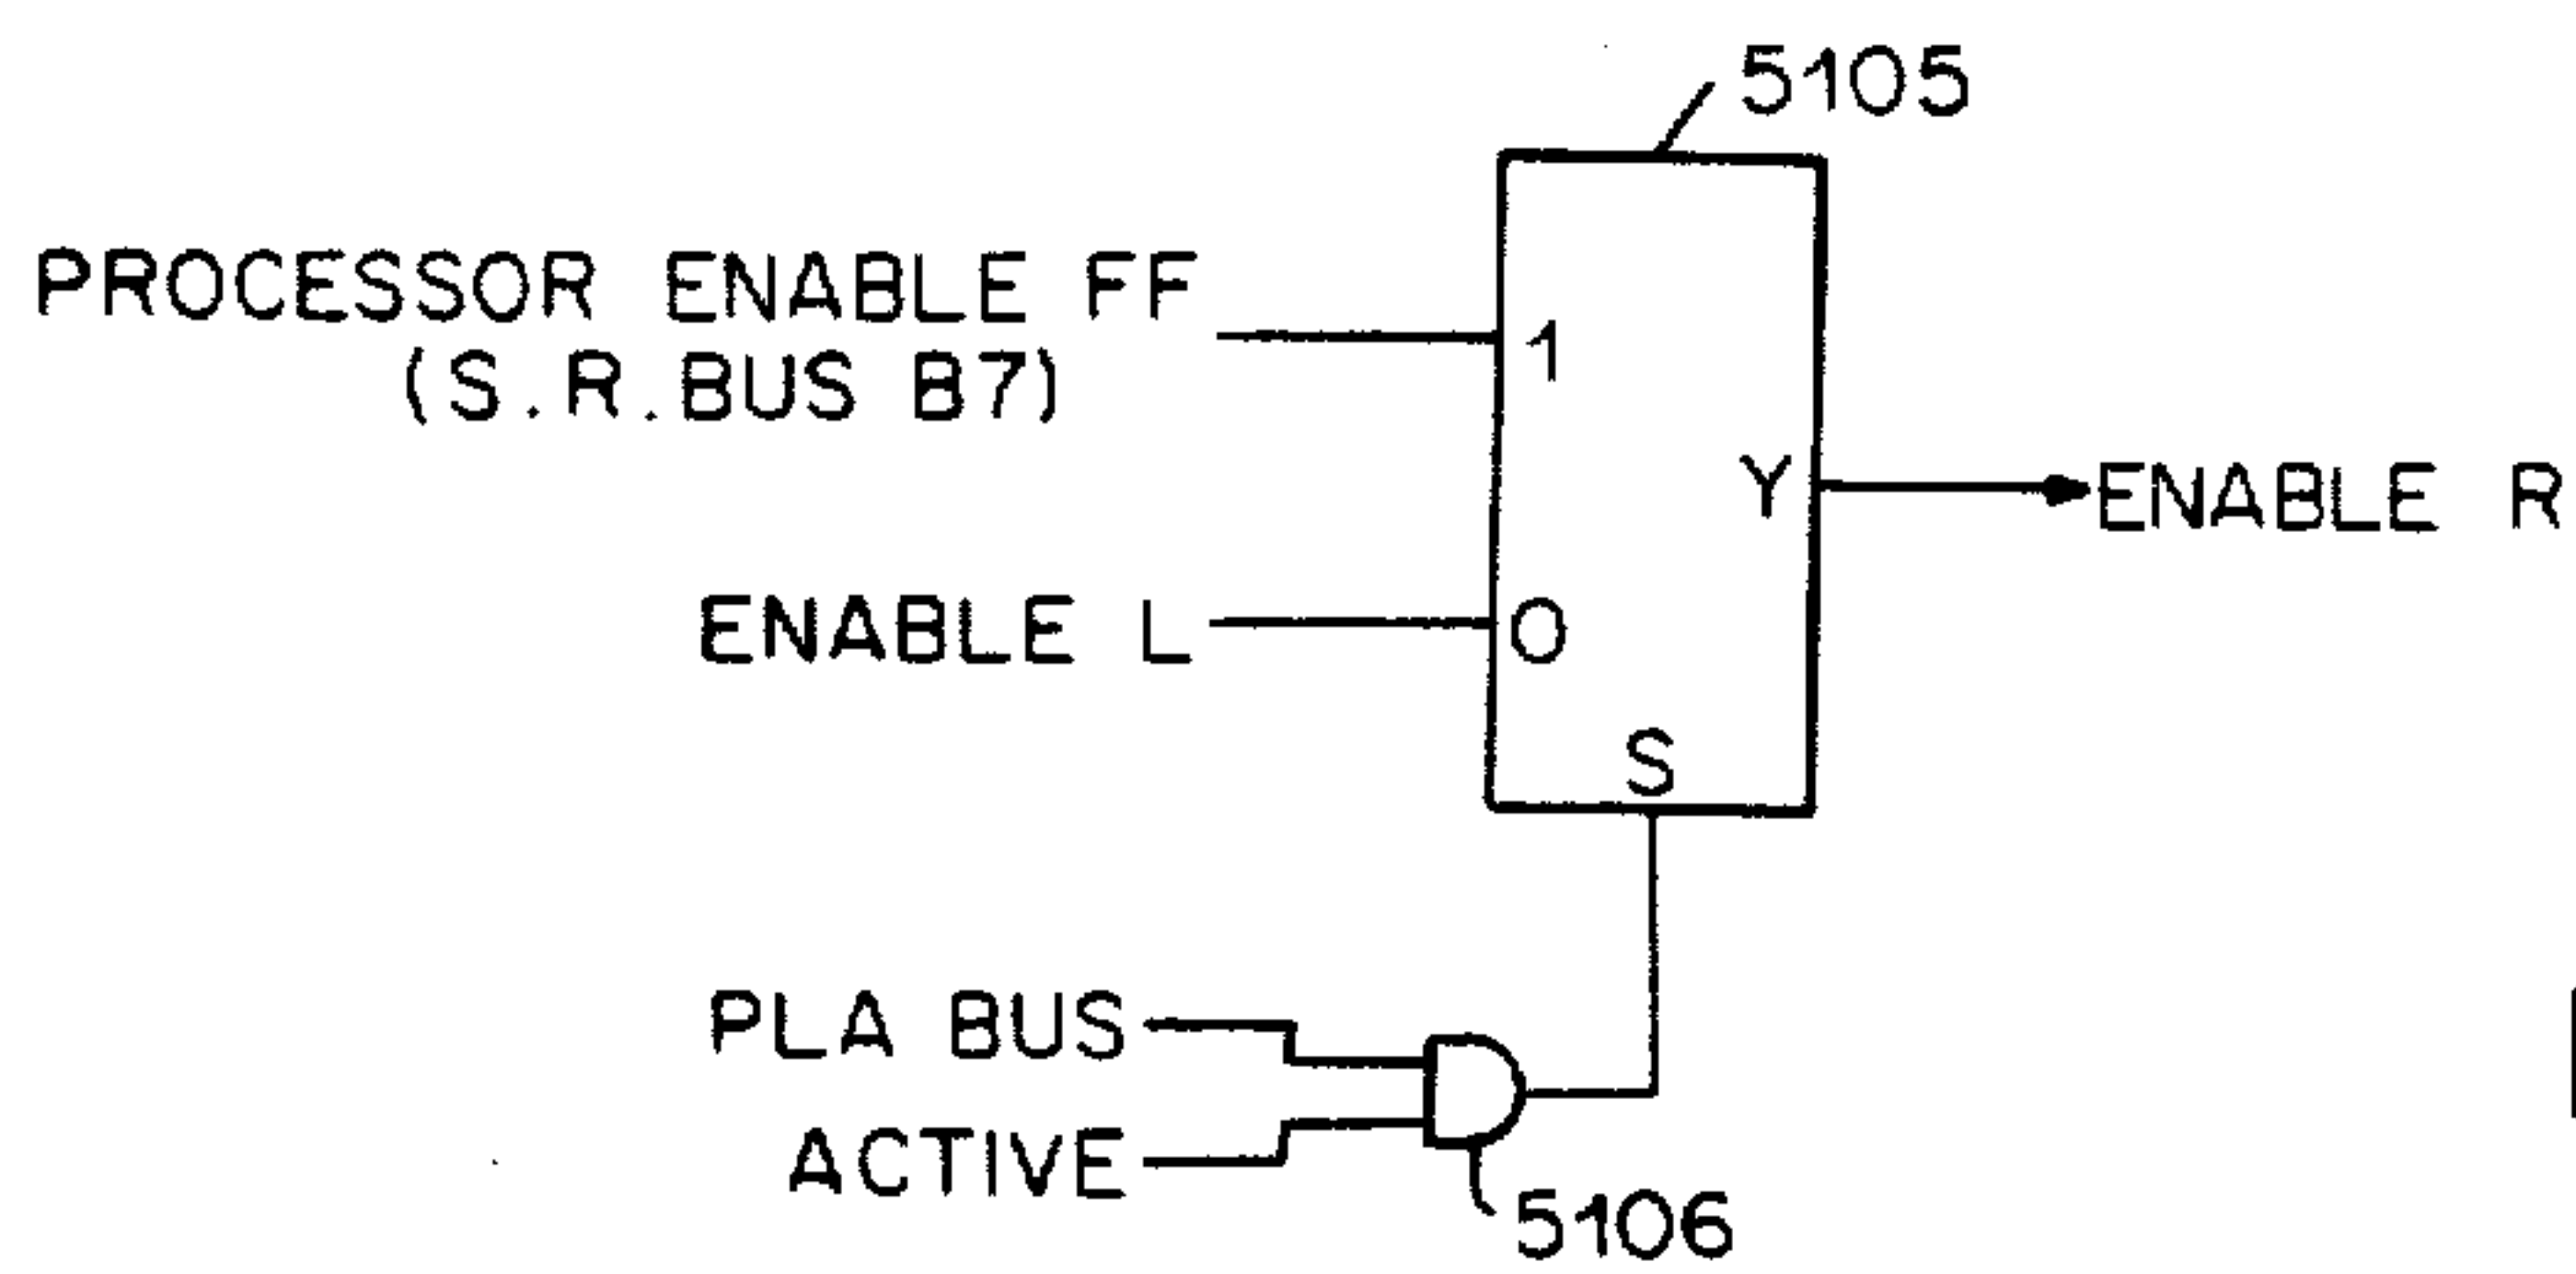 5105
PROCESSOR ENABLE FF
(S.R.BUS B7)
1
Y
ENABLE R
ENABLE L
0
S
PLA BUS
ACTIVE
5106